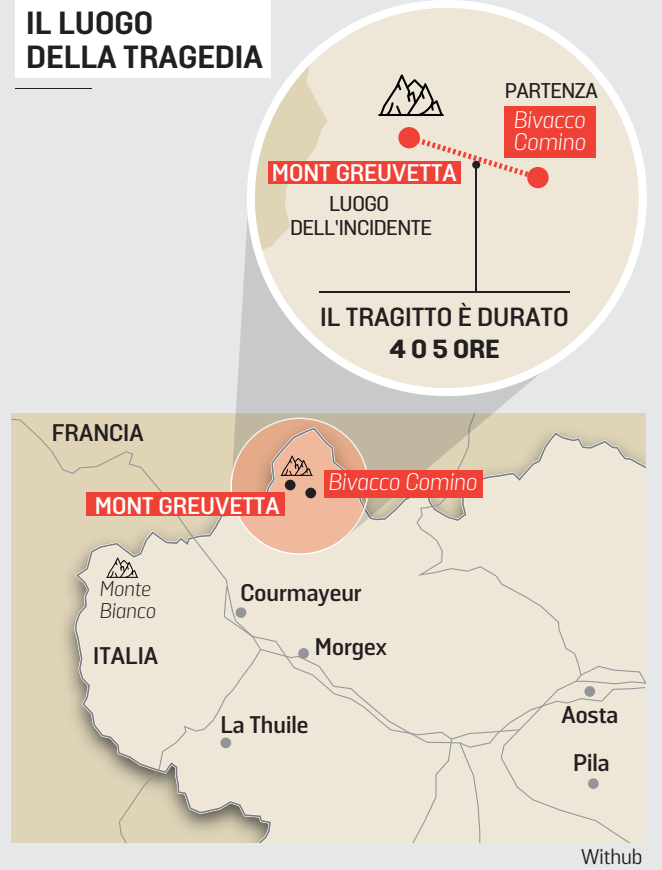 IL LUOGO
DELLA TRAGEDIA
PARTENZA
Bivacco
Comino
MONT GREUVETTA
LUOGO
DELL'INCIDENTE
IL TRAGITTO È DURATO
4 O 5 ORE
FRANCIA
Bivacco Comino
MONT GREUVETTA
Monte
Bianco
Courmayeur
ITALIA
Morgex
La Thuile
Aosta
Pila
Withub